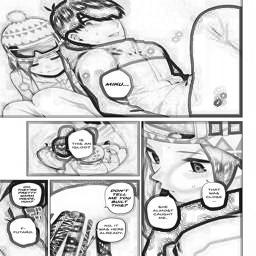 MIKU...
IS
THIS AN
IGLOO?
OH,
THEY'RE
PRETTY
WARM
INSIDE,
HUH?
F-
FUTARO.
DON'T
TELL ME
YOU BUILT
THIS?
NO, IT
WAS HERE
ALREADY.
THAT WAS
CLOSE...
SHE
ALMOST
CAUGHT
ME.